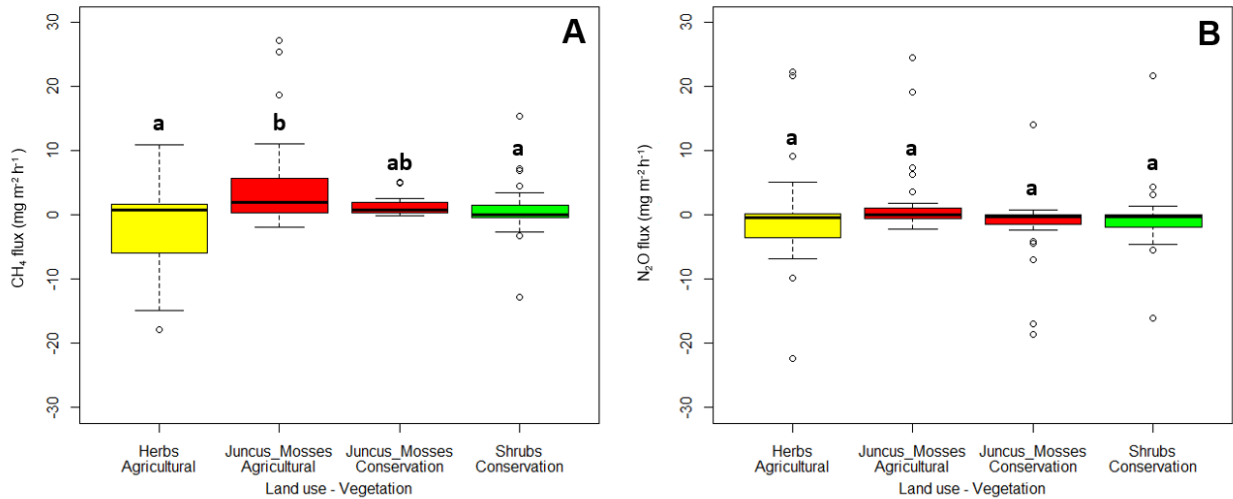 A
CH₄ flux (mg m⁻² h⁻¹)
30
20
10
0
-10
-20
-30
a
b
ab
a
Herbs
Agricultural
Juncus_Mosses
Agricultural
Juncus_Mosses
Conservation
Shrubs
Conservation
Land use - Vegetation
B
N₂O flux (mg m⁻² h⁻¹)
30
20
10
0
-10
-20
-30
a
a
a
a
Herbs
Agricultural
Juncus_Mosses
Agricultural
Juncus_Mosses
Conservation
Shrubs
Conservation
Land use - Vegetation